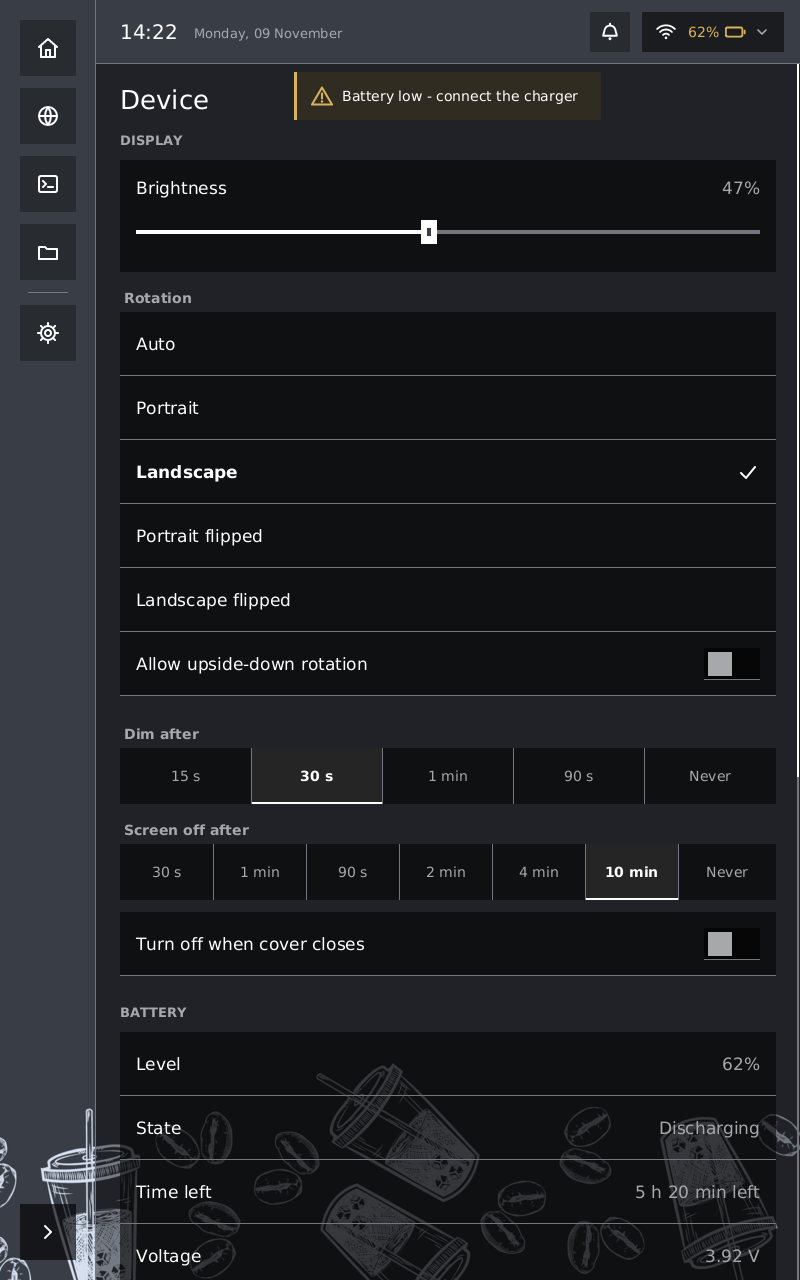 14:22 Monday, 09 November
62%
Device
Battery low - connect the charger
DISPLAY
Brightness 47%
Rotation
Auto
Portrait
Landscape
Portrait flipped
Landscape flipped
Allow upside-down rotation
Dim after
15 s 30 s 1 min 90 s Never
Screen off after
30 s 1 min 90 s 2 min 4 min 10 min Never
Turn off when cover closes
BATTERY
Level 62%
State Discharging
Time left 5 h 20 min left
Voltage 3.92 V